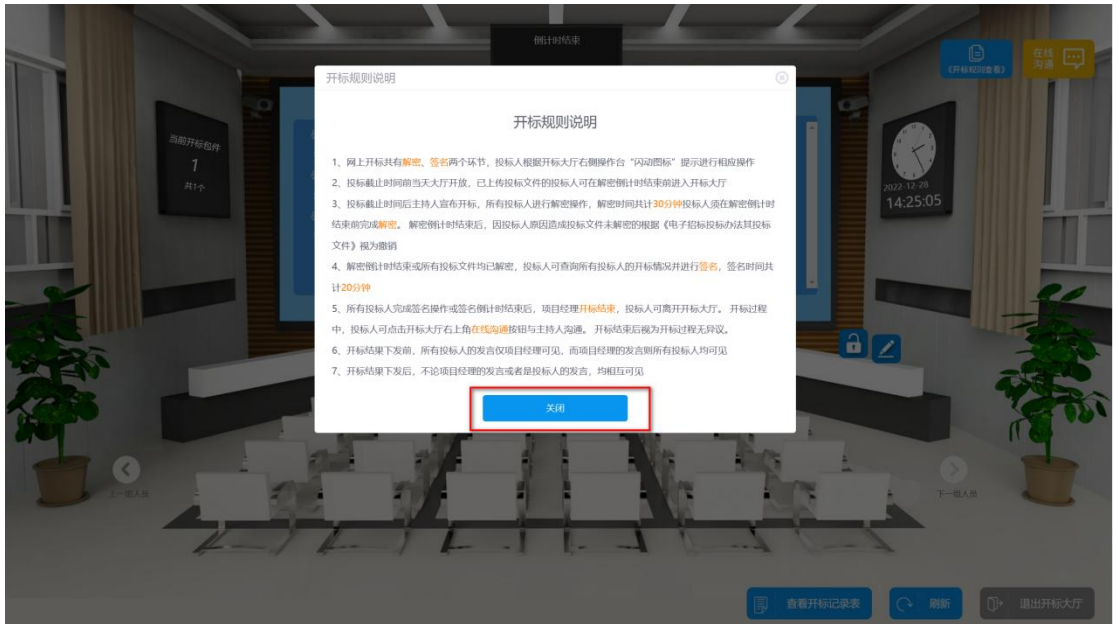 倒计时结束
《开标规则查看》
在线
沟通
当前开标包件
1
共1个
2022-12-28
14:25:05
开标规则说明
开标规则说明
1、网上开标共有解密、签名两个环节，投标人根据开标大厅右侧操作台“闪动图标”提示进行相应操作
2、投标截止时间前当天大厅开放，已上传投标文件的投标人可在解密倒计时结束前进入开标大厅
3、投标截止时间后主持人宣布开标，所有投标人进行解密操作，解密时间共计30分钟投标人须在解密倒计时
结束前完成解密。 解密倒计时结束后，因投标人原因造成投标文件未解密的根据《电子招标投标办法其投标
文件》视为撤销
4、解密倒计时结束或所有投标文件均已解密，投标人可查询所有投标人的开标情况并进行签名，签名时间共
计20分钟
5、所有投标人完成签名操作或签名倒计时结束后，项目经理开标结束，投标人可离开开标大厅。 开标过程
中，投标人可点击开标大厅右上角在线沟通按钮与主持人沟通。 开标结束后视为开标过程无异议。
6、开标结果下发前，所有投标人的发言仅项目经理可见，而项目经理的发言则所有投标人均可见
7、开标结果下发后，不论项目经理的发言或者是投标人的发言，均相互可见
关闭
上一组人员
下一组人员
查看开标记录表
刷新
退出开标大厅